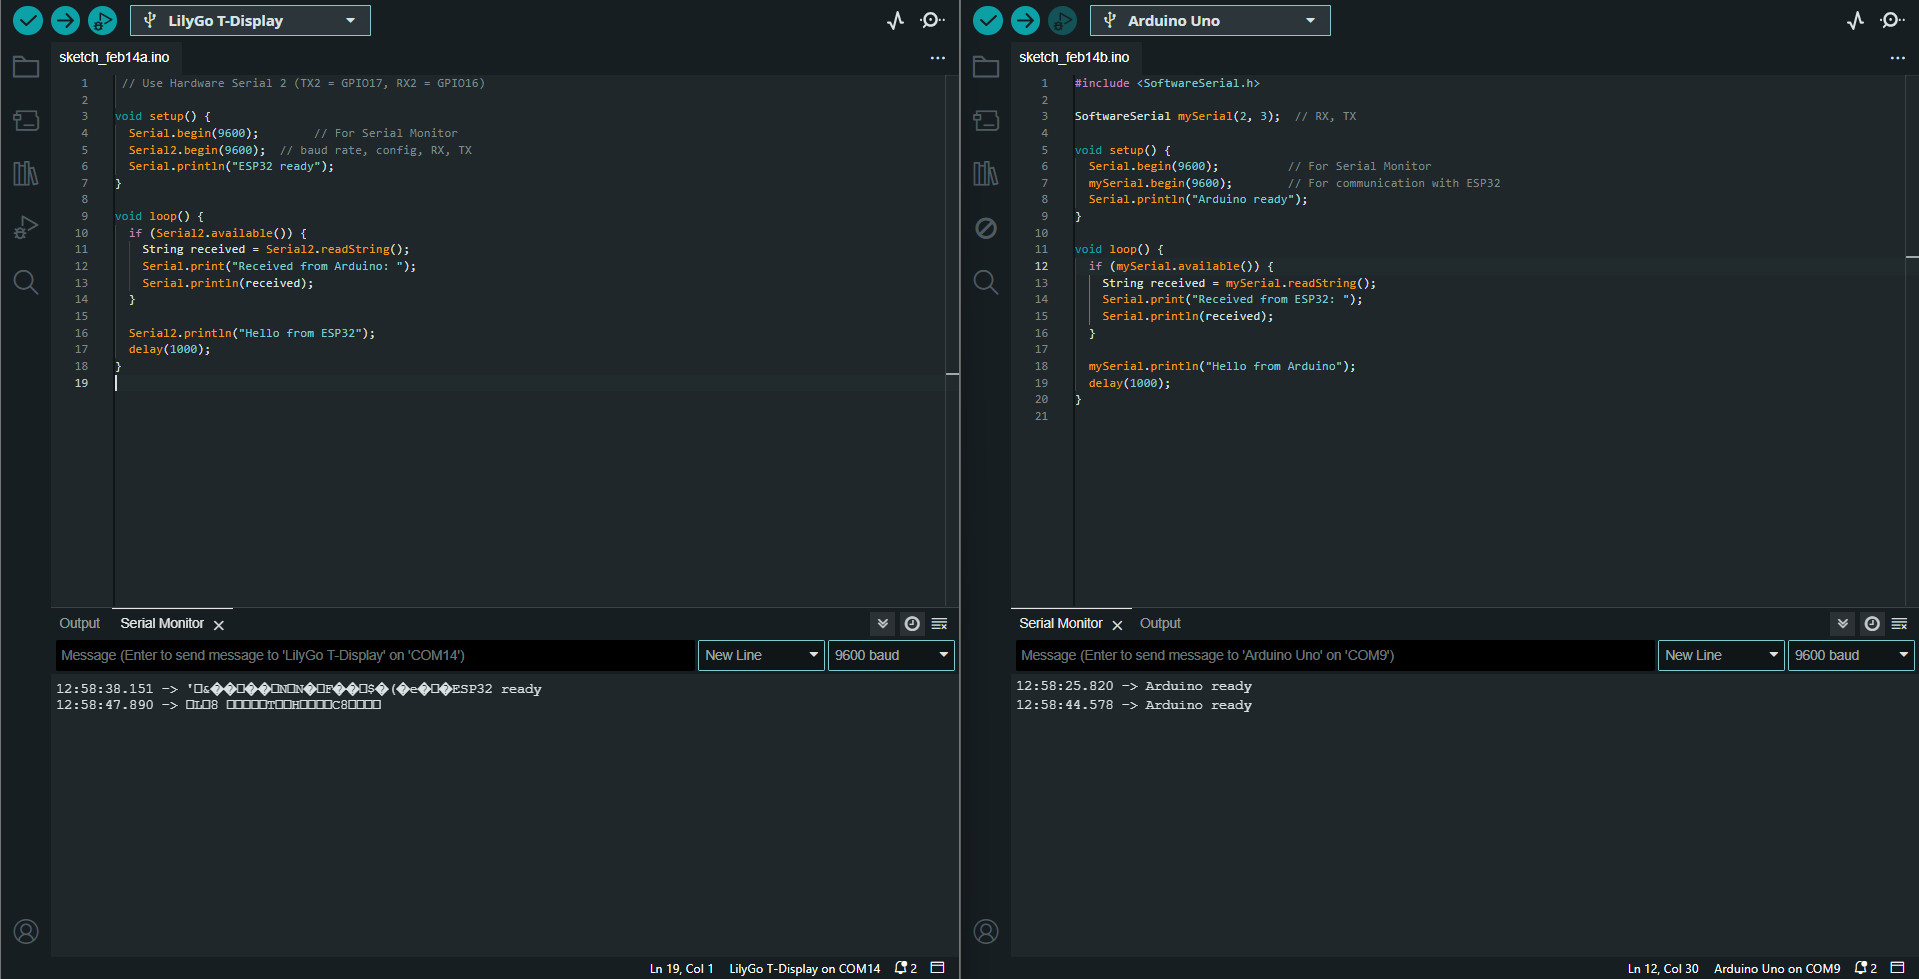 LilyGo T-Display
sketch_feb14a.ino
1 // Use Hardware Serial 2 (TX2 = GPIO17, RX2 = GPIO16)
2
3 void setup() {
4 Serial.begin(9600); // For Serial Monitor
5 Serial2.begin(9600); // baud rate, config, RX, TX
6 Serial.println("ESP32 ready");
7 }
8
9 void loop() {
10 if (Serial2.available()) {
11 String received = Serial2.readString();
12 Serial.print("Received from Arduino: ");
13 Serial.println(received);
14 }
15
16 Serial2.println("Hello from ESP32");
17 delay(1000);
18 }
19
Output Serial Monitor
Message (Enter to send message to 'LilyGo T-Display' on 'COM14') New Line 9600 baud
12:58:38.151 -> ESP32 ready
12:58:47.890 ->
Ln 19, Col 1 LilyGo T-Display on COM14 2
Arduino Uno
sketch_feb14b.ino
1 #include <SoftwareSerial.h>
2
3 SoftwareSerial mySerial(2, 3); // RX, TX
4
5 void setup() {
6 Serial.begin(9600); // For Serial Monitor
7 mySerial.begin(9600); // For communication with ESP32
8 Serial.println("Arduino ready");
9 }
10
11 void loop() {
12 if (mySerial.available()) {
13 String received = mySerial.readString();
14 Serial.print("Received from ESP32: ");
15 Serial.println(received);
16 }
17
18 mySerial.println("Hello from Arduino");
19 delay(1000);
20 }
21
Serial Monitor Output
Message (Enter to send message to 'Arduino Uno' on 'COM9') New Line 9600 baud
12:58:25.820 -> Arduino ready
12:58:44.578 -> Arduino ready
Ln 12, Col 30 Arduino Uno on COM9 2